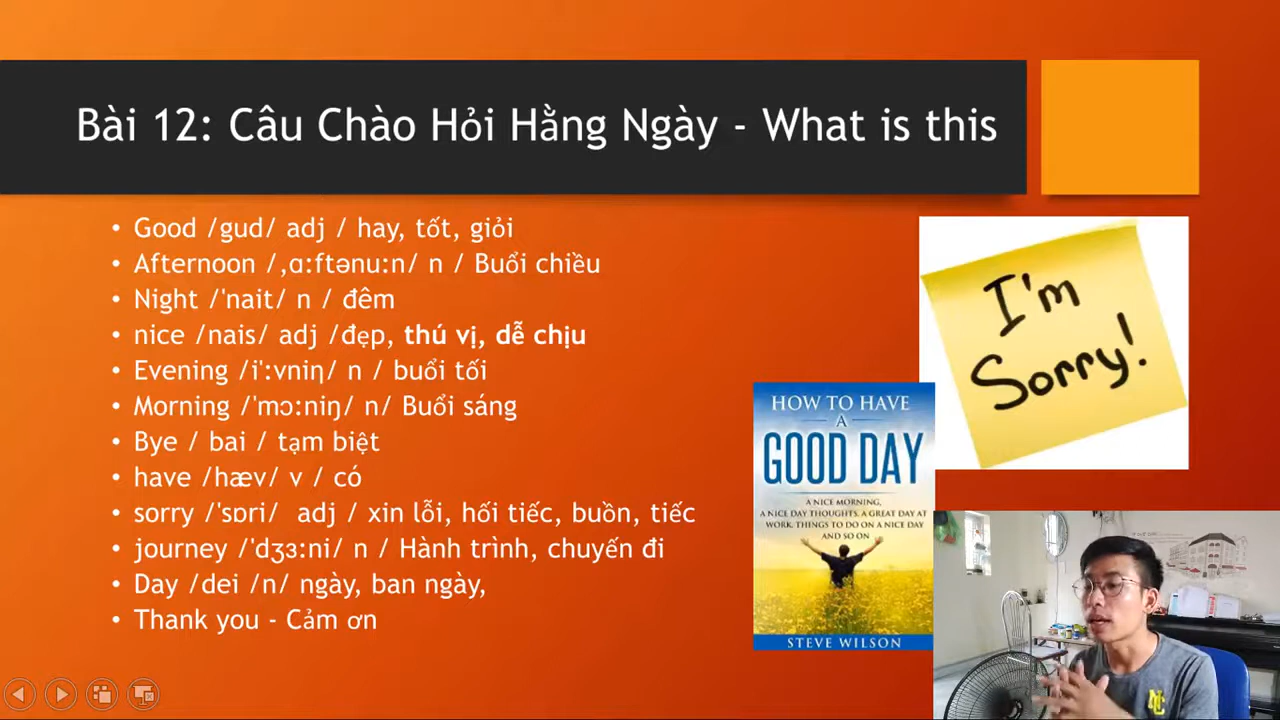 Bài 12: Câu Chào Hỏi Hằng Ngày - What is this
• Good /gud/ adj / hay, tốt, giỏi
• Afternoon /,ɑ:ftənu:n/ n / Buổi chiều
• Night /'nait/ n / đêm
• nice /nais/ adj /đẹp, thú vị, dễ chịu
• Evening /i':vniη/ n / buổi tối
• Morning /'mɔ:niŋ/ n/ Buổi sáng
• Bye / bai / tạm biệt
• have /hæv/ v / có
• sorry /'sɒri/ adj / xin lỗi, hối tiếc, buồn, tiếc
• journey /'dʒɜ:ni/ n / Hành trình, chuyến đi
• Day /dei /n/ ngày, ban ngày,
• Thank you - Cảm ơn
I'm
Sorry!
HOW TO HAVE
A
GOOD DAY
A NICE MORNING,
A NICE DAY THOUGHTS, A GREAT DAY AT
WORK, THINGS TO DO ON A NICE DAY
AND SO ON
STEVE WILSON